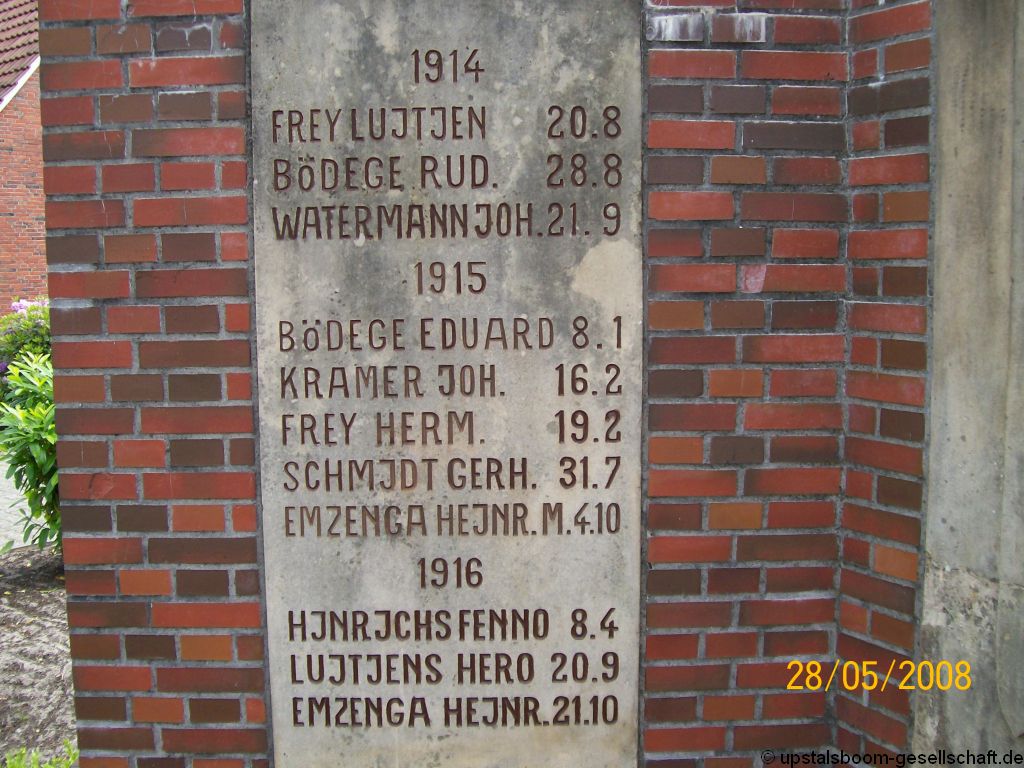 1914
FREY LUJTJEN 20.8
BÖDEGE RUD. 28.8
WATERMANN JOH. 21.9
1915
BÖDEGE EDUARD 8.1
KRAMER JOH. 16.2
FREY HERM. 19.2
SCHMJDT GERH. 31.7
EMZENGA HEJNR. M. 4.10
1916
HJNRJCHS FENNO 8.4
LUJTJENS HERO 20.9
EMZENGA HEJNR. 21.10
28/05/2008
© upstalsboom-gesellschaft.de